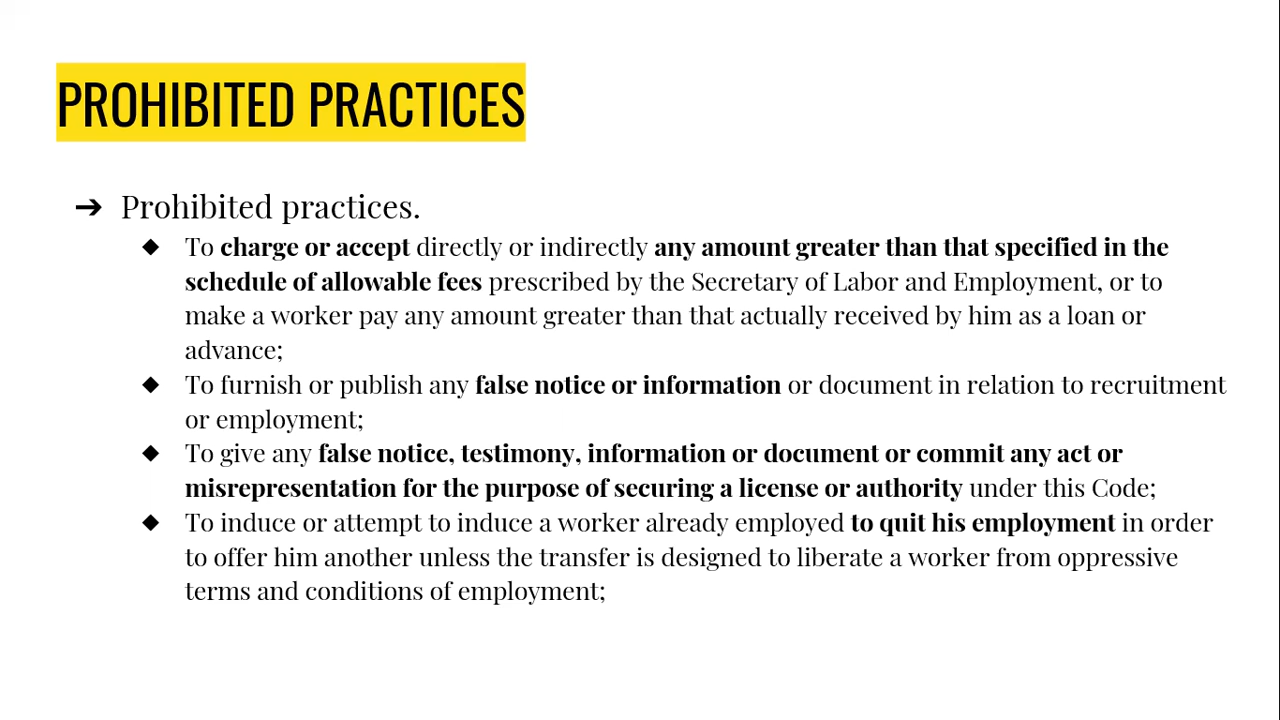 PROHIBITED PRACTICES
➔ Prohibited practices.
◆ To charge or accept directly or indirectly any amount greater than that specified in the
schedule of allowable fees prescribed by the Secretary of Labor and Employment, or to
make a worker pay any amount greater than that actually received by him as a loan or
advance;
◆ To furnish or publish any false notice or information or document in relation to recruitment
or employment;
◆ To give any false notice, testimony, information or document or commit any act or
misrepresentation for the purpose of securing a license or authority under this Code;
◆ To induce or attempt to induce a worker already employed to quit his employment in order
to offer him another unless the transfer is designed to liberate a worker from oppressive
terms and conditions of employment;